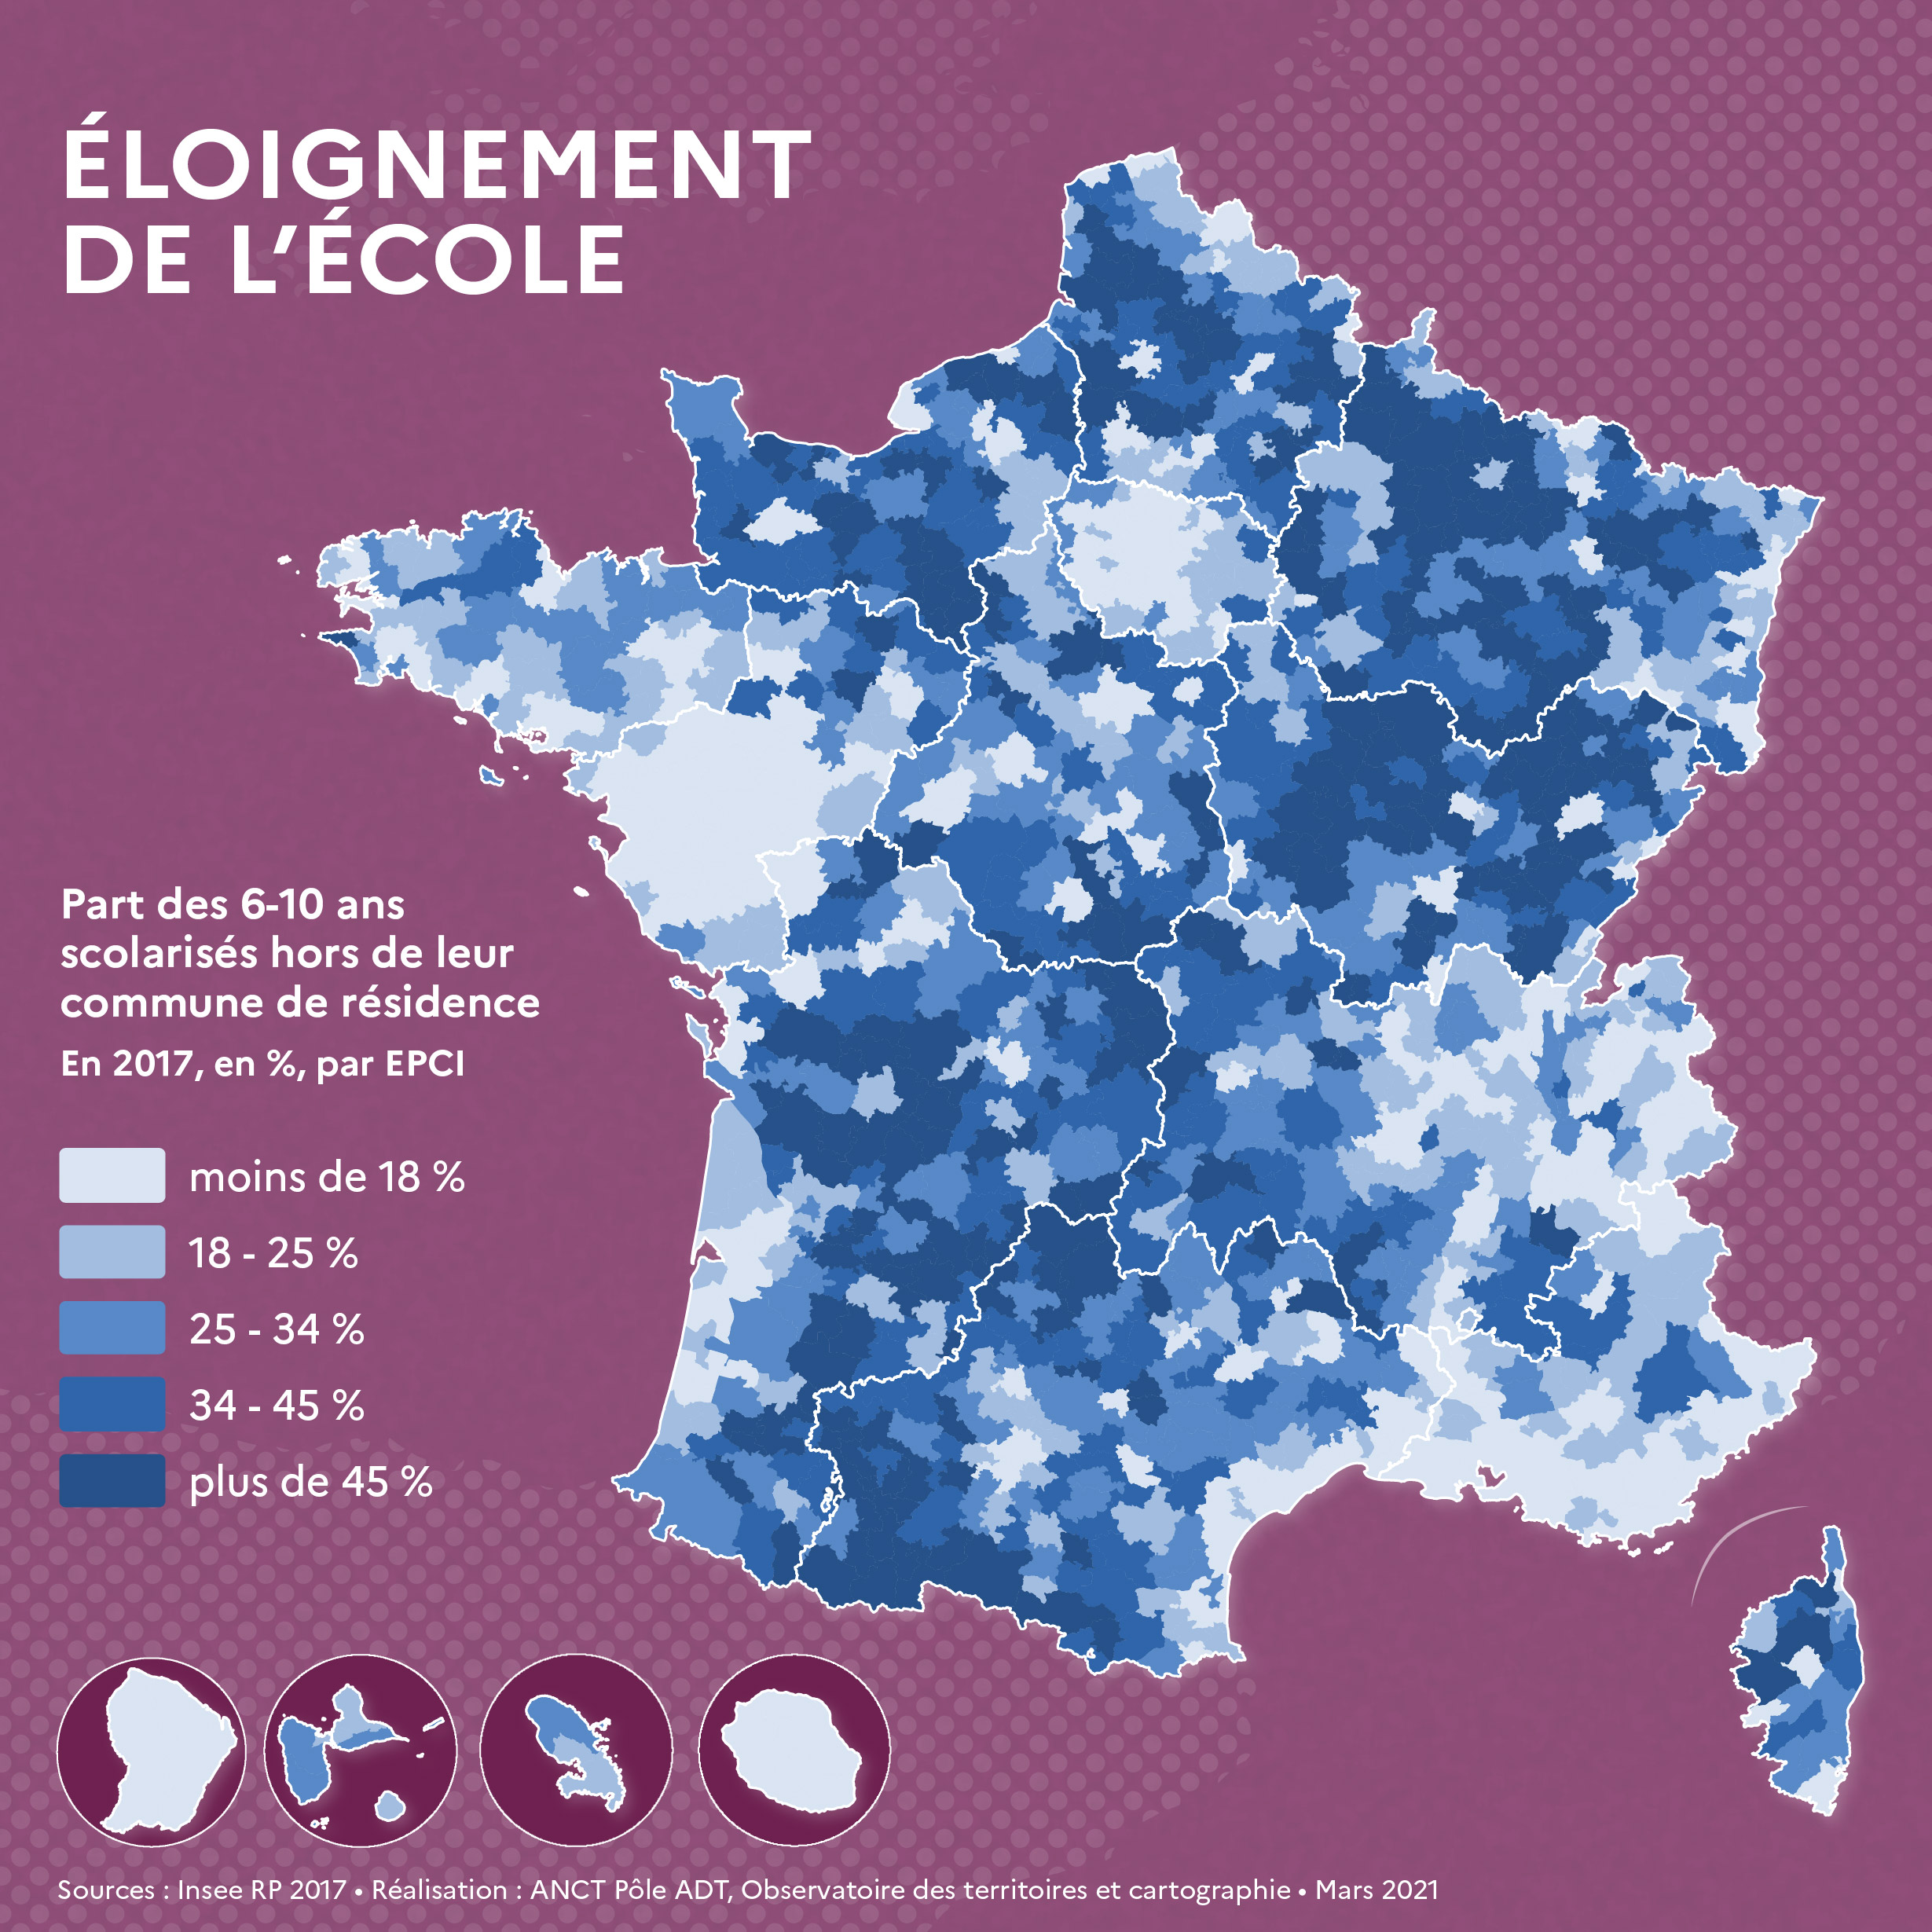 ÉLOIGNEMENT
DE L’ÉCOLE
Part des 6-10 ans
scolarisés hors de leur
commune de résidence
En 2017, en %, par EPCI
moins de 18 %
18 - 25 %
25 - 34 %
34 - 45 %
plus de 45 %
Sources : Insee RP 2017 • Réalisation : ANCT Pôle ADT, Observatoire des territoires et cartographie • Mars 2021